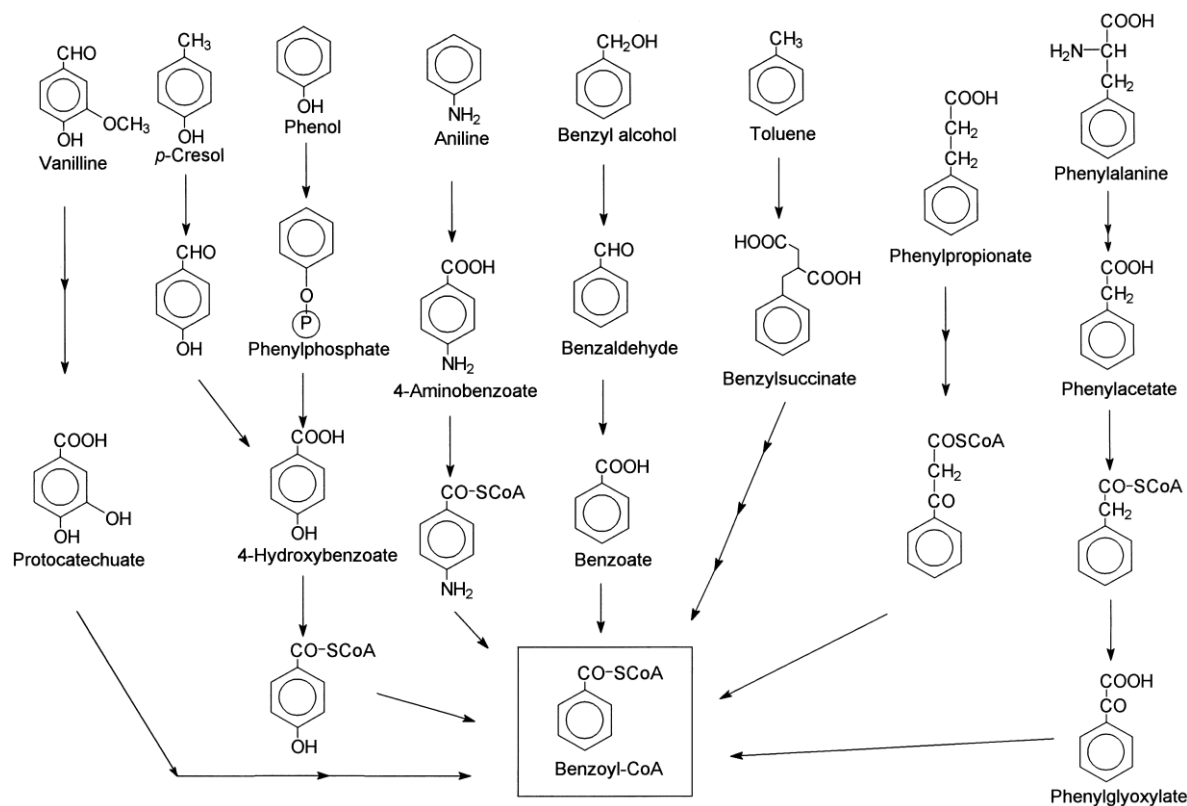 CHO
OCH3
OH
Vanilline
CH3
OH
p-Cresol
OH
Phenol
NH2
Aniline
CH2OH
Benzyl alcohol
CH3
Toluene
COOH
CH2
CH2
Phenylpropionate
COOH
H2N-CH
CH2
Phenylalanine
CHO
OH
O
P
Phenylphosphate
COOH
NH2
4-Aminobenzoate
CHO
Benzaldehyde
HOOC
COOH
Benzylsuccinate
COOH
CH2
Phenylacetate
COOH
OH
OH
Protocatechuate
COOH
OH
4-Hydroxybenzoate
CO-SCoA
NH2
COOH
Benzoate
COSCoA
CH2
CO
CO-SCoA
CH2
CO-SCoA
OH
CO-SCoA
Benzoyl-CoA
COOH
CO
Phenylglyoxylate